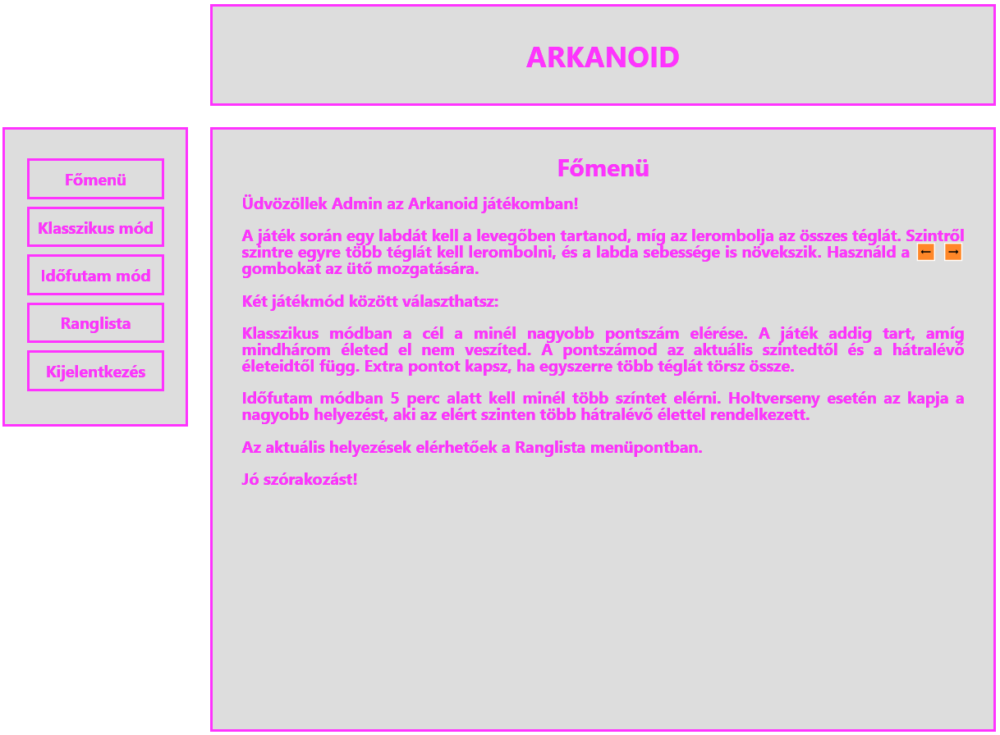 ARKANOID
Főmenü
Klasszikus mód
Időfutam mód
Ranglista
Kijelentkezés
Főmenü
Üdvözöllek Admin az Arkanoid játékomban!
A játék során egy labdát kell a levegőben tartanod, míg az lerombolja az összes téglát. Szintről
szintre egyre több téglát kell lerombolni, és a labda sebessége is növekszik. Használd a ← →
gombokat az ütő mozgatására.
Két játékmód között választhatsz:
Klasszikus módban a cél a minél nagyobb pontszám elérése. A játék addig tart, amíg
mindhárom életed el nem veszíted. A pontszámod az aktuális szintedtől és a hátralévő
életeidtől függ. Extra pontot kapsz, ha egyszerre több téglát törsz össze.
Időfutam módban 5 perc alatt kell minél több színtet elérni. Holtverseny esetén az kapja a
nagyobb helyezést, aki az elért szinten több hátralévő élettel rendelkezett.
Az aktuális helyezések elérhetőek a Ranglista menüpontban.
Jó szórakozást!